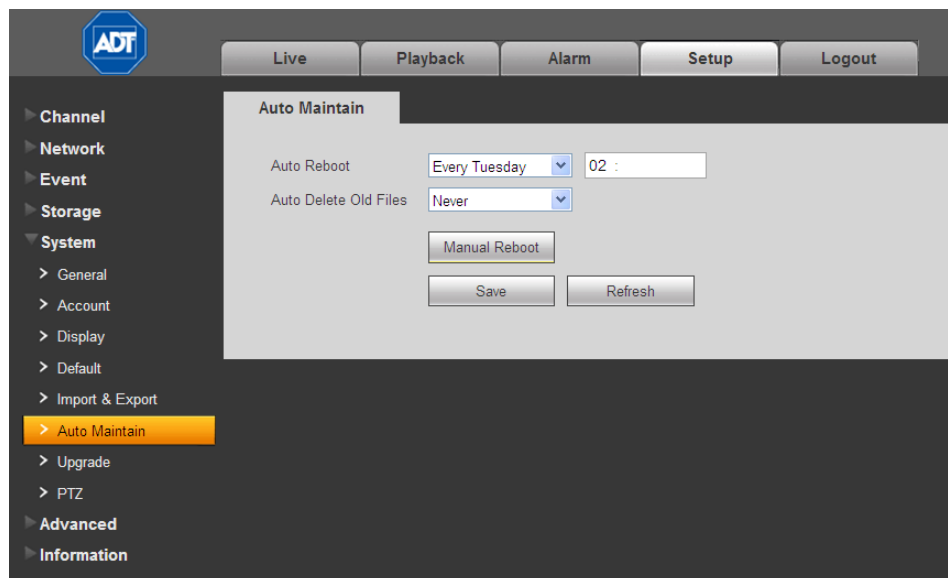 ADT
Live Playback Alarm Setup Logout
Channel
Network
Event
Storage
System
> General
> Account
> Display
> Default
> Import & Export
> Auto Maintain
> Upgrade
> PTZ
Advanced
Information
Auto Maintain
Auto Reboot Every Tuesday 02 :
Auto Delete Old Files Never
Manual Reboot
Save Refresh